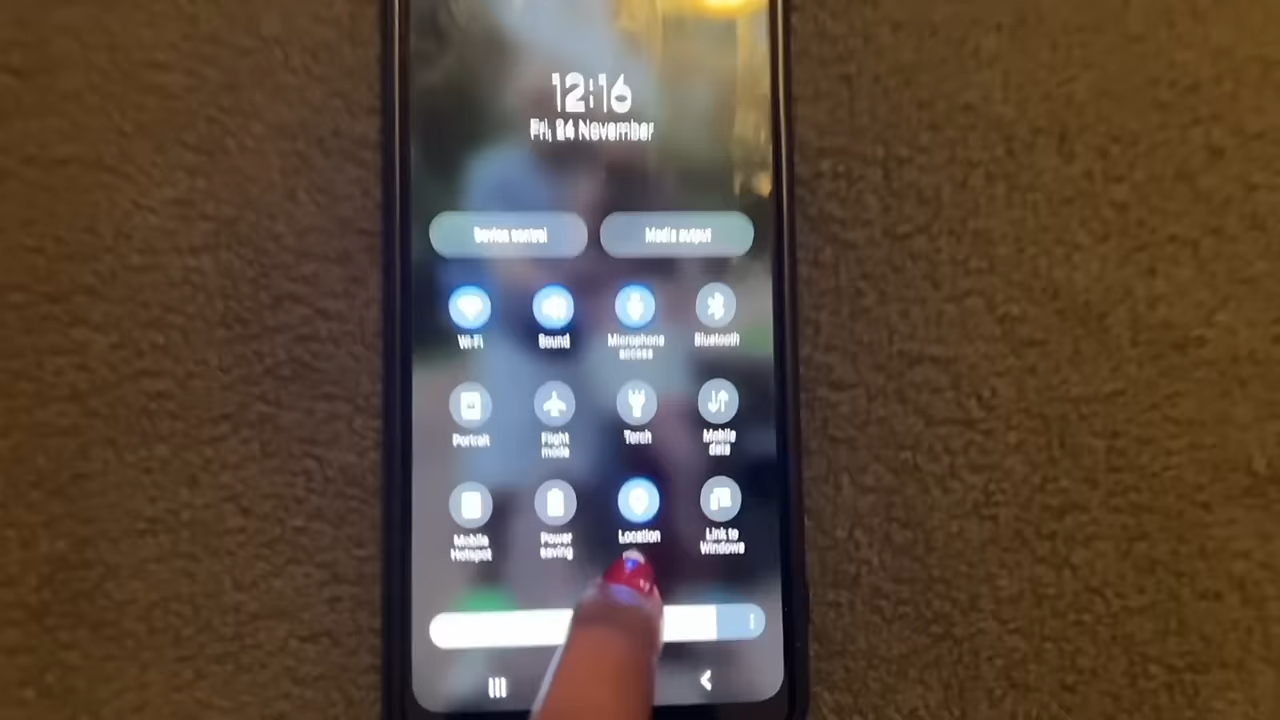 12:16
Fri, 24 November
Device control
Media output
Wi-Fi
Sound
Microphone
access
Bluetooth
Portrait
Flight
mode
Torch
Mobile
data
Mobile
Hotspot
Power
saving
Location
Link to
Windows